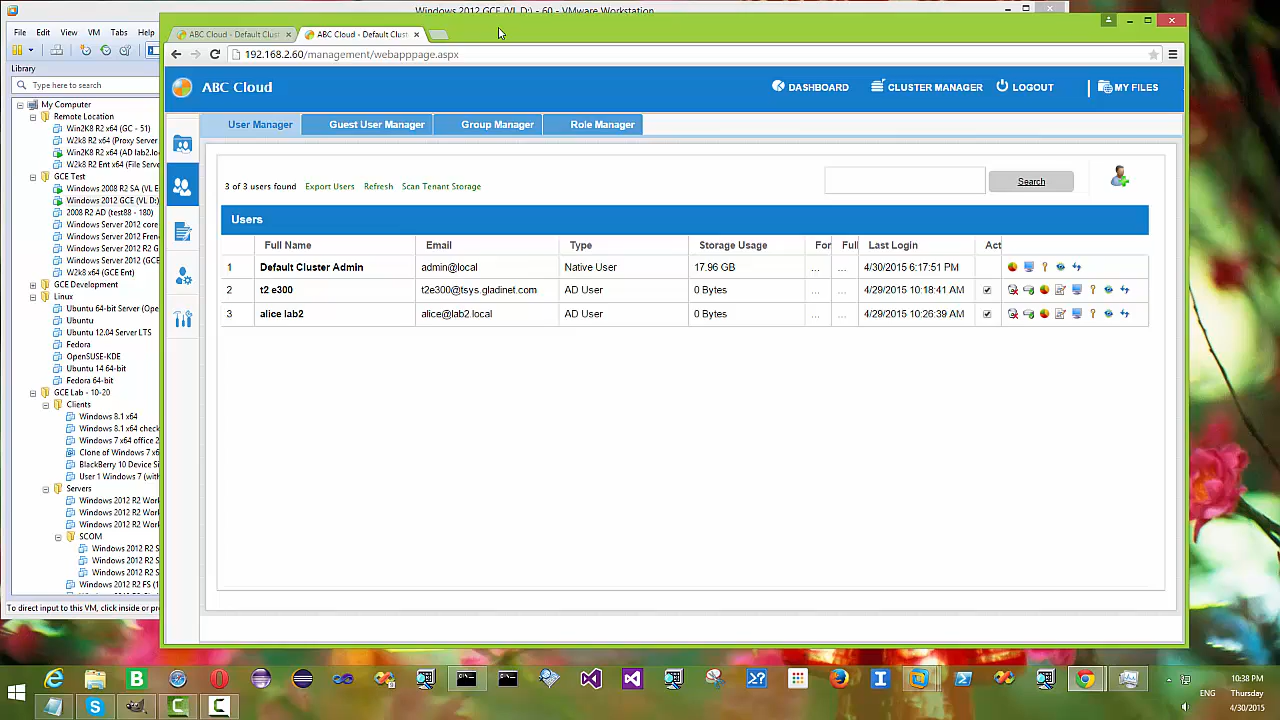 Windows 2012 GCE (VL D:) - 60 - VMware Workstation
File Edit View VM Tabs Help
Library
Type here to search
My Computer
Remote Location
Win2K8 R2 x64 (GC - 51)
W2k8 R2 x64 (Proxy Server
Win2K8 R2 x64 (AD lab2.lo
W2k8 R2 Ent x64 (File Serve
GCE Test
Windows 2008 R2 SA (VL E
Windows 2012 GCE (VL D:)
2008 R2 AD (test88 - 180)
Windows Server 2012 core
Windows Server 2012 Fren
Windows Server 2012 R2 G
Windows Server 2012 (GCE
W2k8 x64 (GCE Ent)
GCE Development
Linux
Ubuntu 64-bit Server (Gor
Ubuntu
Ubuntu 12.04 Server LTS
Fedora
OpenSUSE-KDE
Ubuntu 14 64-bit
Fedora 64-bit
GCE Lab - 10-20
Clients
Windows 8.1 x64
Windows 8.1 x64 check
Windows 7 x64 office 2
Clone of Windows 7 x64
BlackBerry 10 Device Si
User 1 Windows 7 (with
Servers
Windows 2012 R2 Wo
Windows 2012 R2 Wor
Windows 2012 R2 Wor
SCOM
Windows 2012 R2 S
Windows 2012 R2 S
Windows 2012 R2 S
Windows 2012 R2 FS (1
To direct input to this VM, click inside or pre
ABC Cloud - Default Clust
ABC Cloud - Default Clust
192.168.2.60/management/webapppage.aspx
ABC Cloud
DASHBOARD CLUSTER MANAGER LOGOUT MY FILES
User Manager Guest User Manager Group Manager Role Manager
3 of 3 users found Export Users Refresh Scan Tenant Storage Search
Users
Full Name Email Type Storage Usage For Full Last Login Act
1 Default Cluster Admin admin@local Native User 17.96 GB ... ... 4/30/2015 6:17:51 PM
2 t2 e300 t2e300@tsys.gladinet.com AD User 0 Bytes ... ... 4/29/2015 10:18:41 AM
3 alice lab2 alice@lab2.local AD User 0 Bytes ... ... 4/29/2015 10:26:39 AM
10:38 PM
ENG Thursday
4/30/2015